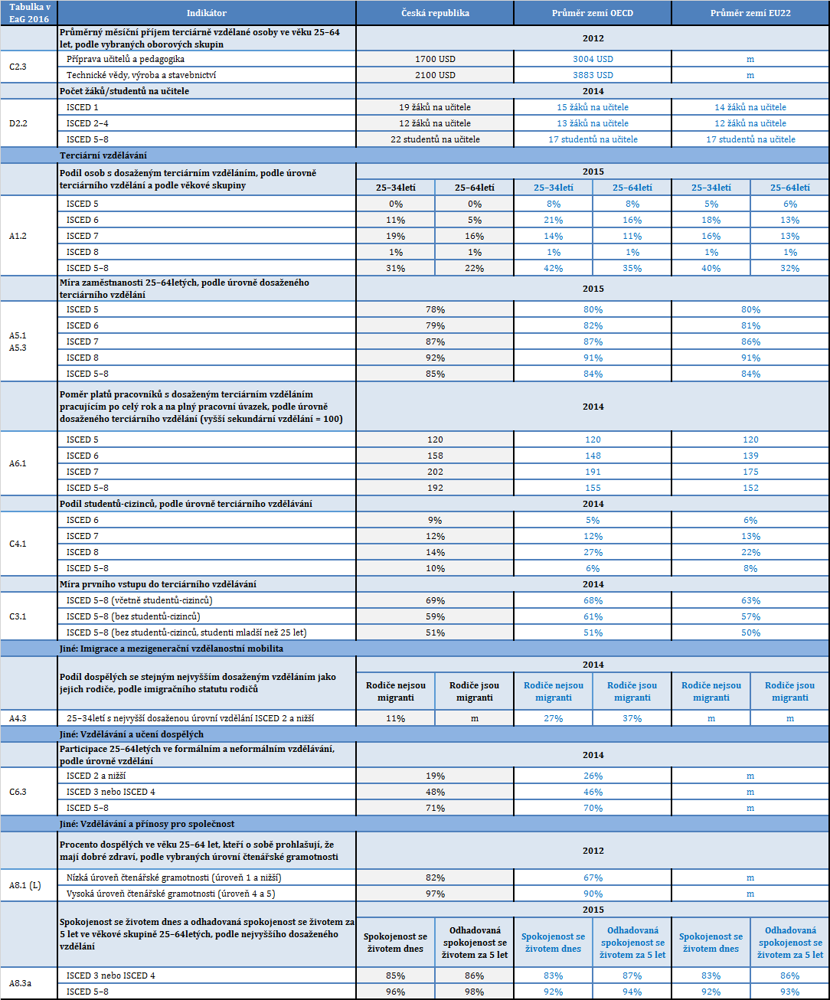 Tabulka v EaG 2016 Indikátor Česká republika Průměr zemí OECD Průměr zemí EU22
Průměrný měsíční příjem terciárně vzdělané osoby ve věku 25–64
let, podle vybraných oborových skupin
2012
C2.3
Příprava učitelů a pedagogika 1700 USD 3004 USD m
Technické vědy, výroba a stavebnictví 2100 USD 3883 USD m
Počet žáků/studentů na učitele 2014
D2.2
ISCED 1 19 žáků na učitele 15 žáků na učitele 14 žáků na učitele
ISCED 2–4 12 žáků na učitele 13 žáků na učitele 12 žáků na učitele
ISCED 5–8 22 studentů na učitele 17 studentů na učitele 17 studentů na učitele
Terciární vzdělávání
Podíl osob s dosaženým terciárním vzděláním, podle úrovně
terciárního vzdělání a podle věkové skupiny
2015
25–34letí 25–64letí 25–34letí 25–64letí 25–34letí 25–64letí
A1.2
ISCED 5 0% 0% 8% 8% 5% 6%
ISCED 6 11% 5% 21% 16% 18% 13%
ISCED 7 19% 16% 14% 11% 16% 13%
ISCED 8 1% 1% 1% 1% 1% 1%
ISCED 5–8 31% 22% 42% 35% 40% 32%
Míra zaměstnanosti 25–64letých, podle úrovně dosaženého
terciárního vzdělání
2015
A5.1
A5.3
ISCED 5 78% 80% 80%
ISCED 6 79% 82% 81%
ISCED 7 87% 87% 86%
ISCED 8 92% 91% 91%
ISCED 5–8 85% 84% 84%
Poměr platů pracovníků s dosaženým terciárním vzděláním
pracujícím po celý rok a na plný pracovní úvazek, podle úrovně
dosaženého terciárního vzdělání (vyšší sekundární vzdělání = 100)
2014
A6.1
ISCED 5 120 120 120
ISCED 6 158 148 139
ISCED 7 202 191 175
ISCED 5–8 192 155 152
Podíl studentů-cizinců, podle úrovně terciárního vzdělávání 2014
C4.1
ISCED 6 9% 5% 6%
ISCED 7 12% 12% 13%
ISCED 8 14% 27% 22%
ISCED 5–8 10% 6% 8%
Míra prvního vstupu do terciárního vzdělávání 2014
C3.1
ISCED 5–8 (včetně studentů-cizinců) 69% 68% 63%
ISCED 5–8 (bez studentů-cizinců) 59% 61% 57%
ISCED 5–8 (bez studentů-cizinců, studenti mladší než 25 let) 51% 51% 50%
Jiné: Imigrace a mezigenerační vzdělanostní mobilita
Podíl dospělých se stejným nejvyšším dosaženým vzděláním jako
jejich rodiče, podle imigračního statutu rodičů
2014
Rodiče nejsou migranti Rodiče jsou migranti Rodiče nejsou migranti Rodiče jsou migranti Rodiče nejsou migranti Rodiče jsou migranti
A4.3 25–34letí s nejvyšší dosaženou úrovní vzdělání ISCED 2 a nižší 11% m 27% 37% m m
Jiné: Vzdělávání a učení dospělých
Participace 25–64letých ve formálním a neformálním vzdělávání,
podle úrovně vzdělání
2014
C6.3
ISCED 2 a nižší 19% 26% m
ISCED 3 nebo ISCED 4 48% 46% m
ISCED 5–8 71% 70% m
Jiné: Vzdělávání a přínosy pro společnost
Procento dospělých ve věku 25–64 let, kteří o sobě prohlašují, že
mají dobré zdraví, podle vybraných úrovní čtenářské gramotnosti
2012
A8.1 (L)
Nízká úroveň čtenářské gramotnosti (úroveň 1 a nižší) 82% 67% m
Vysoká úroveň čtenářské gramotnosti (úroveň 4 a 5) 97% 90% m
Spokojenost se životem dnes a odhadovaná spokojenost se životem za
5 let ve věkové skupině 25–64letých, podle nejvyššího dosaženého
vzdělání
2015
Spokojenost se životem dnes Odhadovaná spokojenost se životem za 5 let Spokojenost se životem dnes Odhadovaná spokojenost se životem za 5 let Spokojenost se životem dnes Odhadovaná spokojenost se životem za 5 let
A8.3a
ISCED 3 nebo ISCED 4 85% 86% 83% 87% 83% 86%
ISCED 5–8 96% 98% 92% 94% 92% 93%